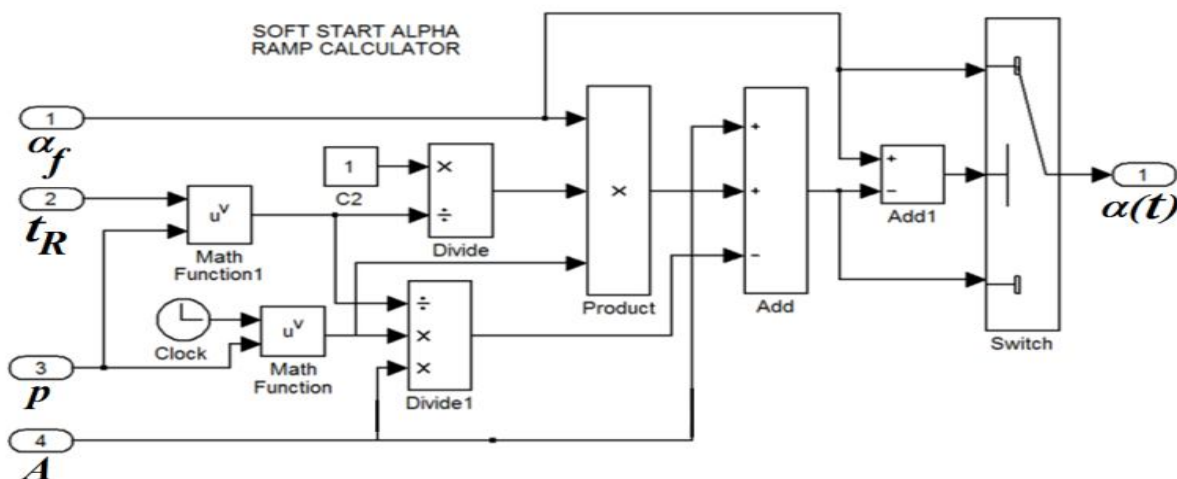 SOFT START ALPHA
RAMP CALCULATOR
1
α_f
2
t_R
u^v
Math
Function1
1
C2
×
÷
Divide
Clock
u^v
Math
Function
÷
×
×
Divide1
×
Product
+
+
−
Add
+
−
Add1
Switch
1
α(t)
3
p
4
A